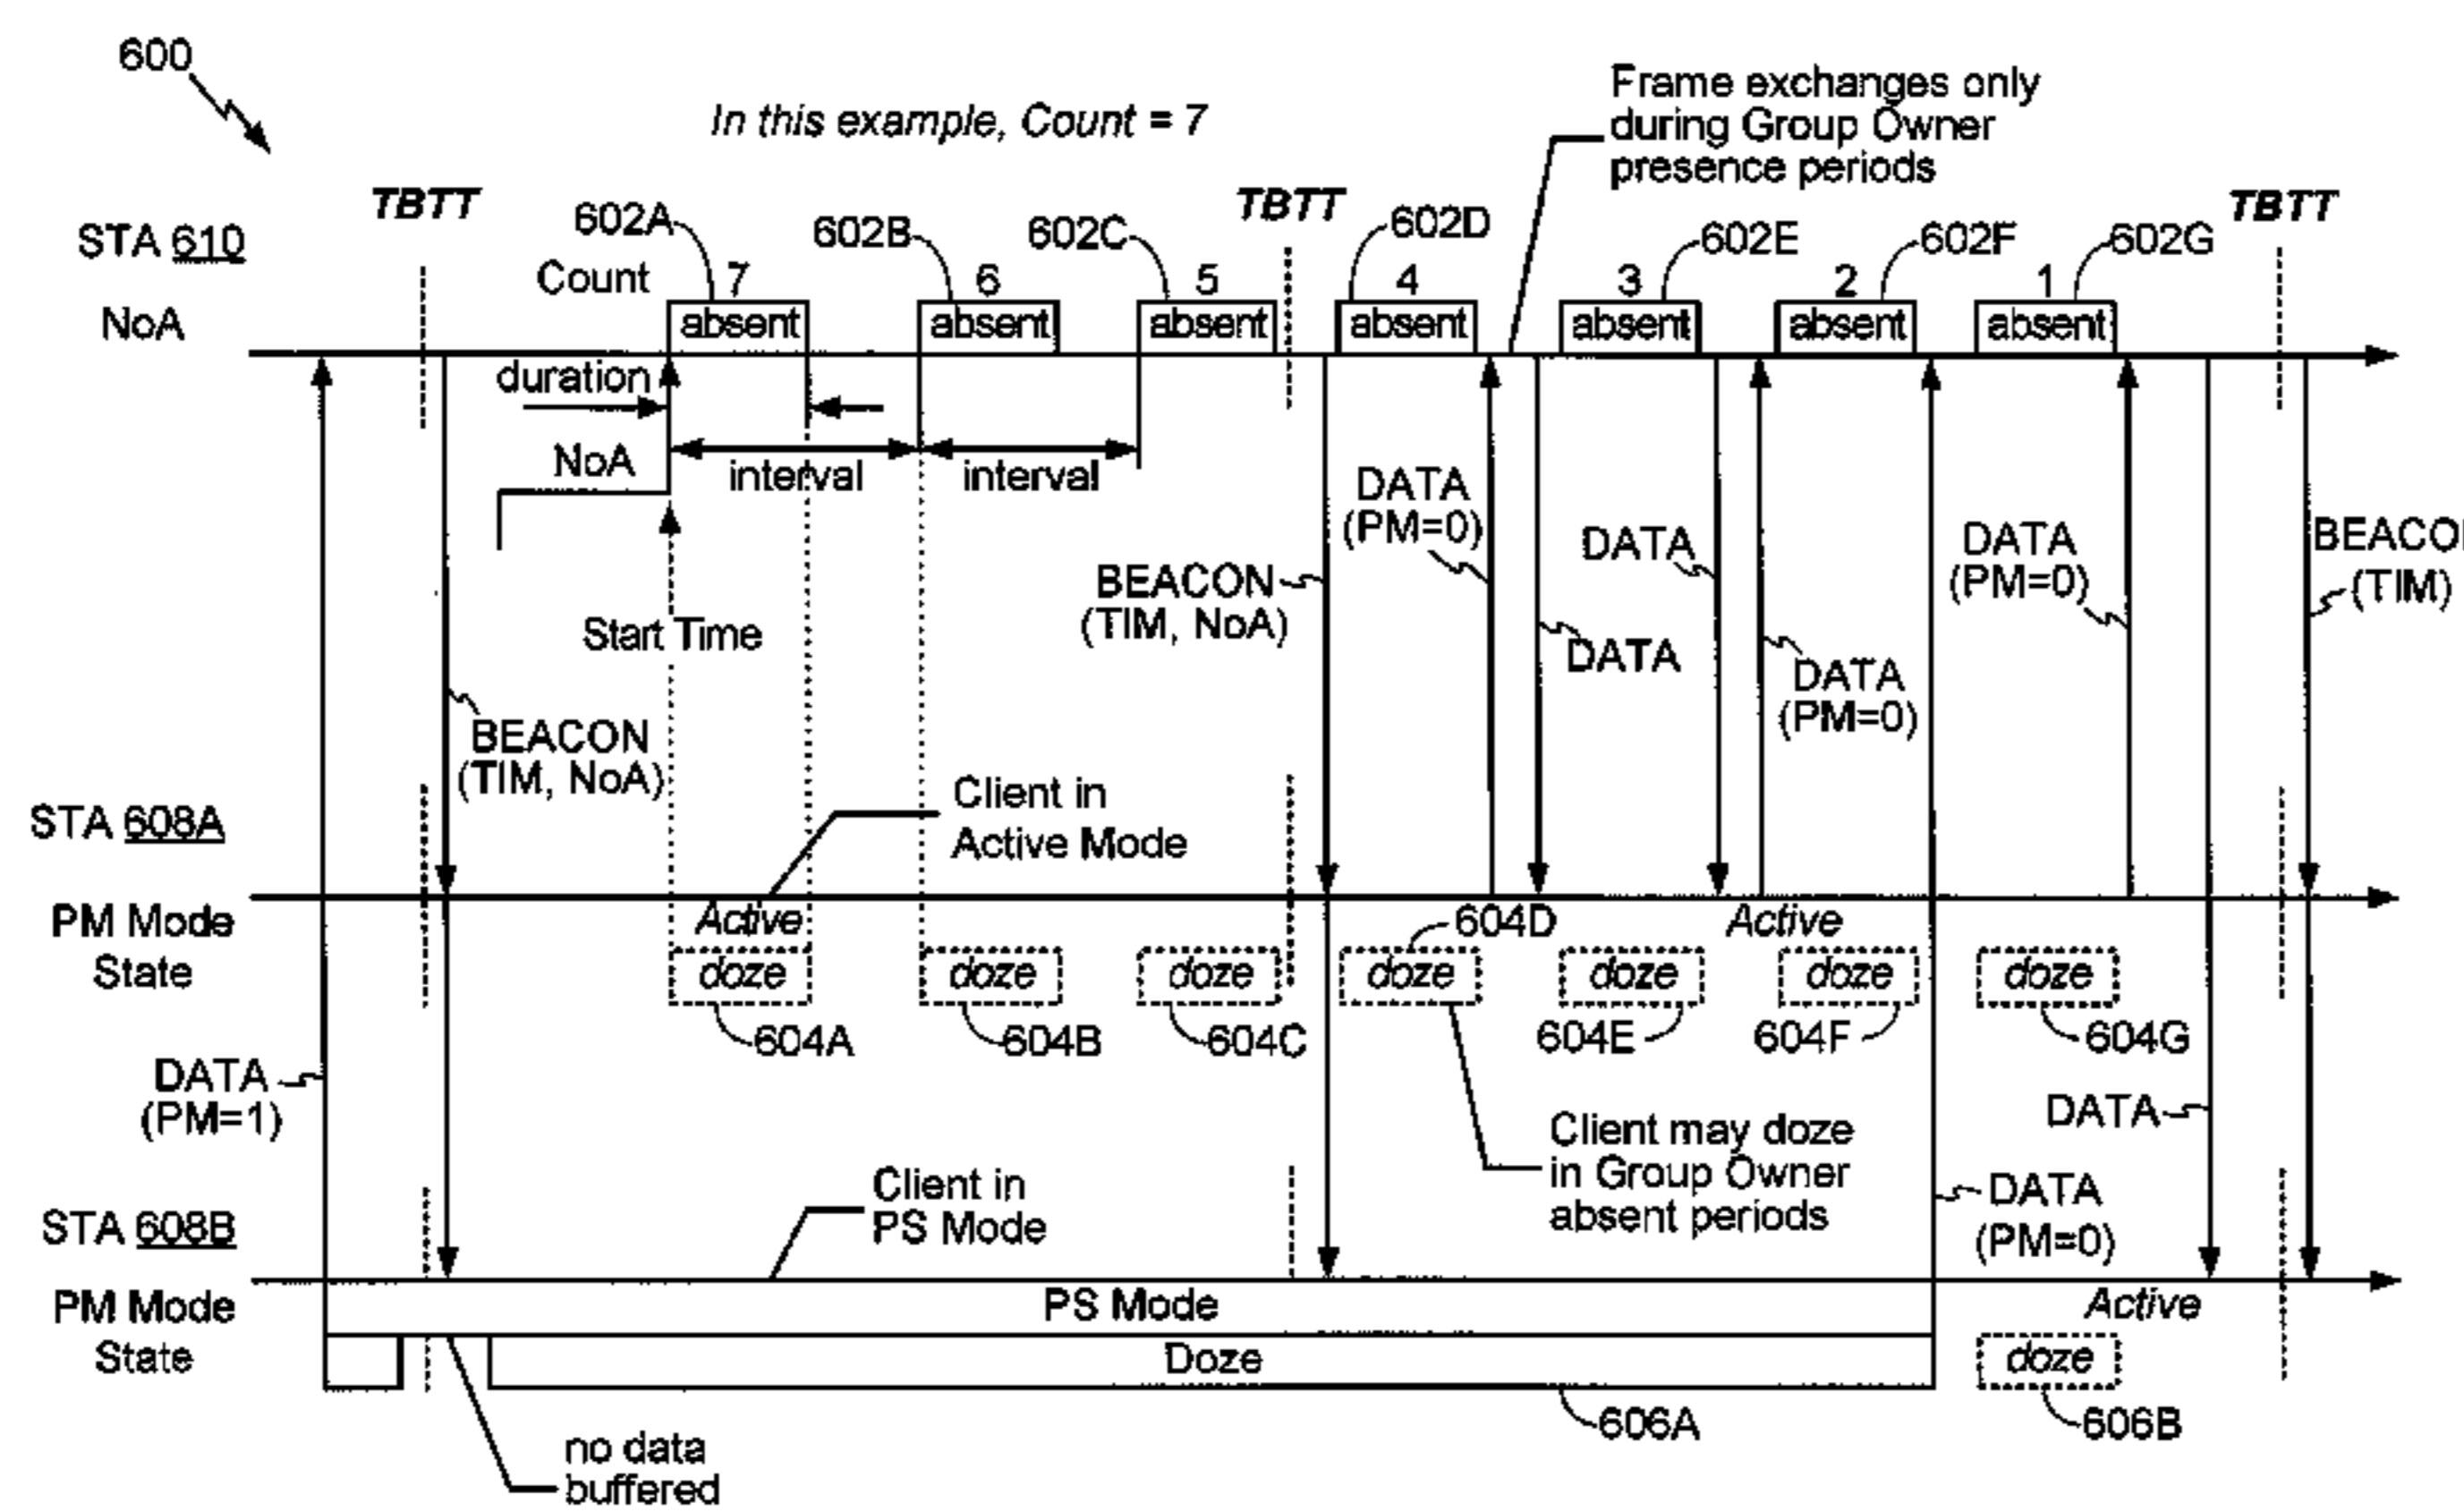 600
In this example, Count = 7
Frame exchanges only
during Group Owner
presence periods
TBTT
TBTT
TBTT
602A
602B
602C
602D
602E
602F
602G
STA 610
Count
7
6
5
4
3
2
1
NoA
absent
absent
absent
absent
absent
absent
absent
duration
NoA
interval
interval
Start Time
DATA
(PM=0)
DATA
DATA
(PM=0)
BEACON
(TIM, NoA)
BEACO
(TIM)
DATA
DATA
(PM=0)
BEACON
(TIM, NoA)
Client in
Active Mode
STA 608A
PM Mode
State
Active
Active
604D
doze
doze
doze
doze
doze
doze
doze
604A
604B
604C
604E
604F
604G
DATA
(PM=1)
DATA
Client may doze
in Group Owner
absent periods
DATA
(PM=0)
Client in
PS Mode
STA 608B
PM Mode
State
PS Mode
Active
Doze
doze
606A
606B
no data
buffered